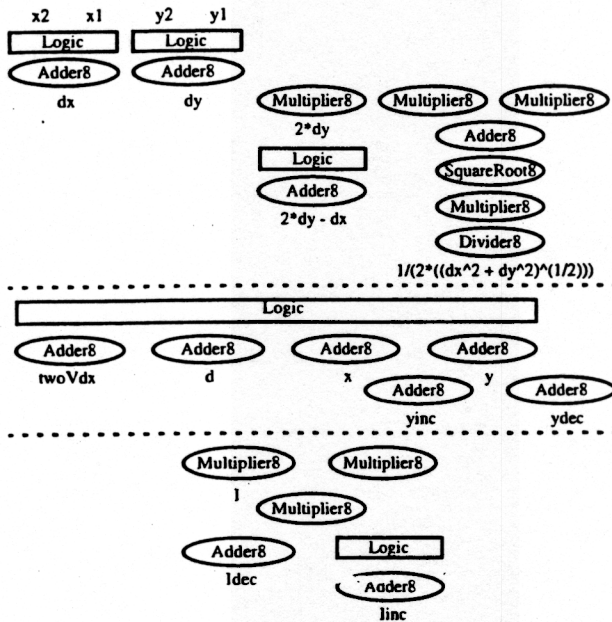 x2 x1 y2 y1
Logic Logic
Adder8 Adder8
dx dy
Multiplier8 Multiplier8 Multiplier8
2*dy
Adder8
Logic
SquareRoot8
Adder8
Multiplier8
2*dy - dx
Divider8
1/(2*((dx^2 + dy^2)^(1/2)))
Logic
Adder8 Adder8 Adder8 Adder8
twoVdx d x y
Adder8 Adder8
yinc ydec
Multiplier8 Multiplier8
I
Multiplier8
Adder8 Logic
Idec
Adder8
Iinc